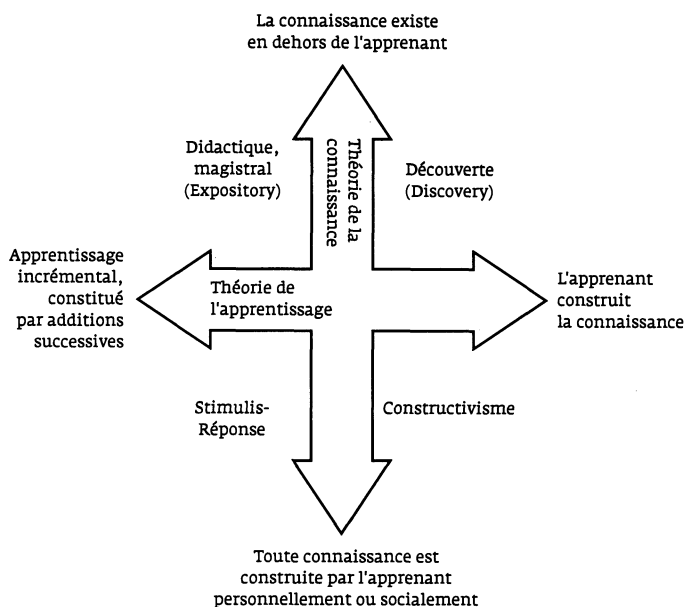 La connaissance existe
en dehors de l'apprenant
Didactique,
magistral
(Expository)
Théorie de la
connaissance
Découverte
(Discovery)
Apprentissage
incrémental,
constitué
par additions
successives
Théorie de
l'apprentissage
L'apprenant
construit
la connaissance
Stimulis-
Réponse
Constructivisme
Toute connaissance est
construite par l'apprenant
personnellement ou socialement